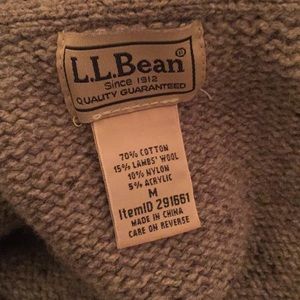 L.L.Bean®
Since 1912
QUALITY GUARANTEED
70% COTTON
15% LAMBS' WOOL
10% NYLON
5% ACRYLIC
M
ItemID 291661
MADE IN CHINA
CARE ON REVERSE